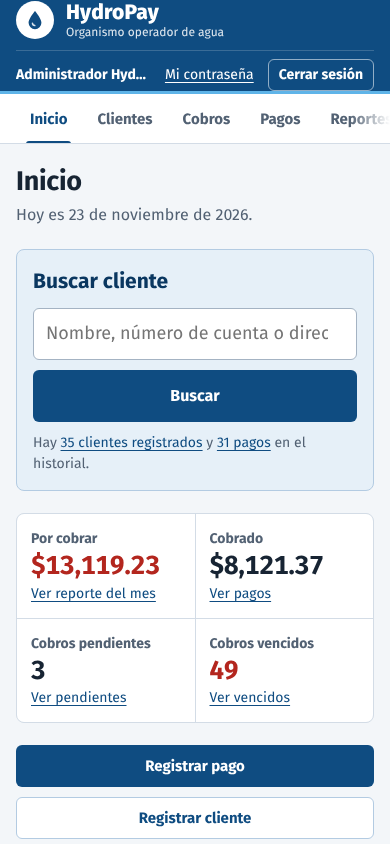 HydroPay
Organismo operador de agua
Administrador Hyd...
Mi contraseña
Cerrar sesión
Inicio
Clientes
Cobros
Pagos
Reportes
Inicio
Hoy es 23 de noviembre de 2026.
Buscar cliente
Nombre, número de cuenta o direc
Buscar
Hay 35 clientes registrados y 31 pagos en el
historial.
Por cobrar
$13,119.23
Ver reporte del mes
Cobrado
$8,121.37
Ver pagos
Cobros pendientes
3
Ver pendientes
Cobros vencidos
49
Ver vencidos
Registrar pago
Registrar cliente